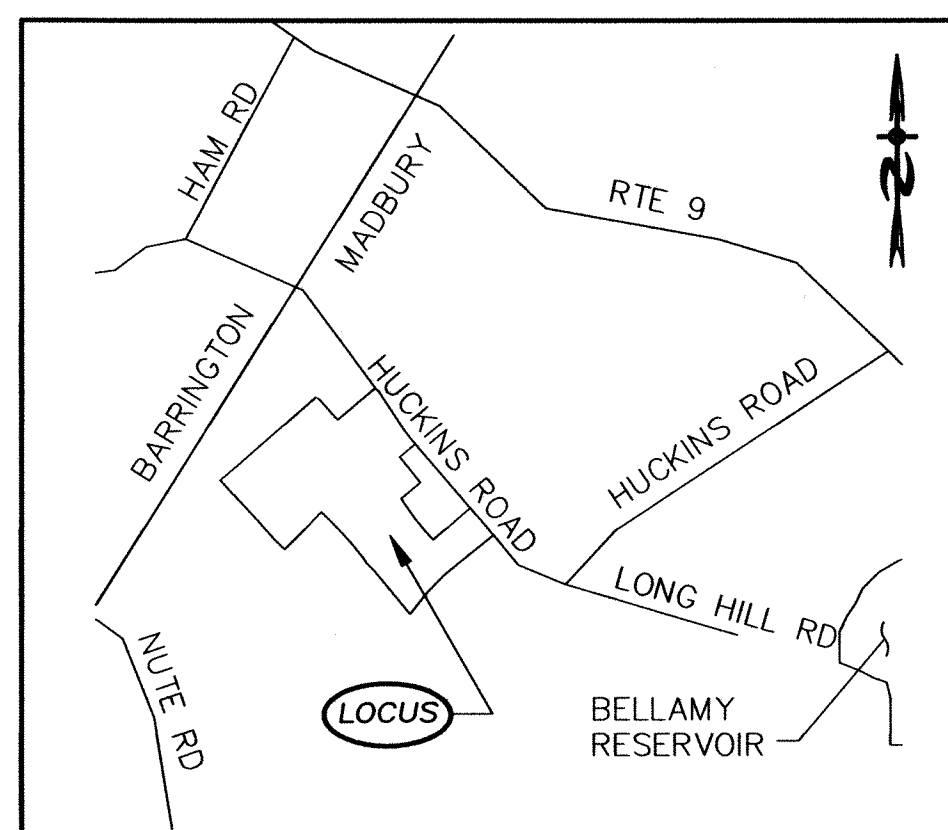 HAM RD
MADBURY
RTE 9
N
BARRINGTON
HUCKINS ROAD
HUCKINS ROAD
LONG HILL RD
NUTE RD
LOCUS
BELLAMY
RESERVOIR